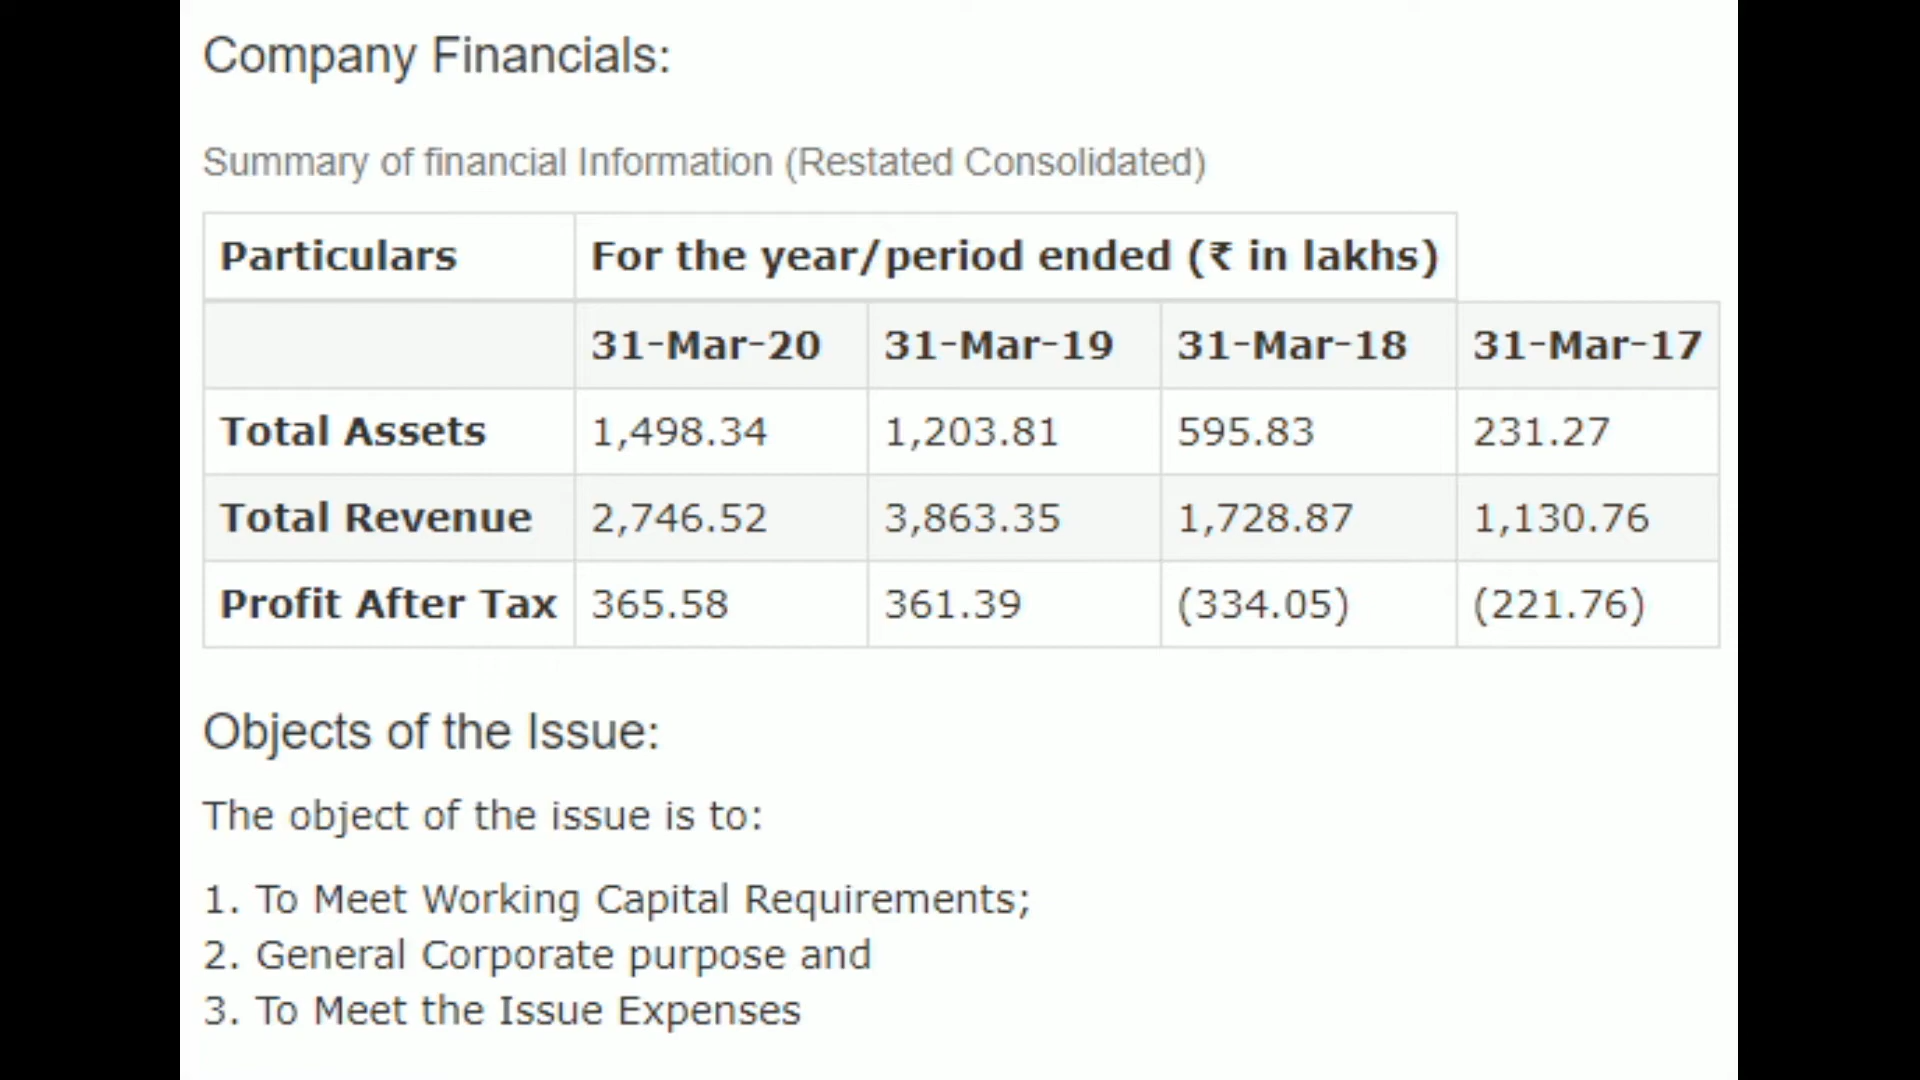 Company Financials:
Summary of financial Information (Restated Consolidated)
Particulars For the year/period ended (₹ in lakhs)
31-Mar-20 31-Mar-19 31-Mar-18 31-Mar-17
Total Assets 1,498.34 1,203.81 595.83 231.27
Total Revenue 2,746.52 3,863.35 1,728.87 1,130.76
Profit After Tax 365.58 361.39 (334.05) (221.76)
Objects of the Issue:
The object of the issue is to:
1. To Meet Working Capital Requirements;
2. General Corporate purpose and
3. To Meet the Issue Expenses